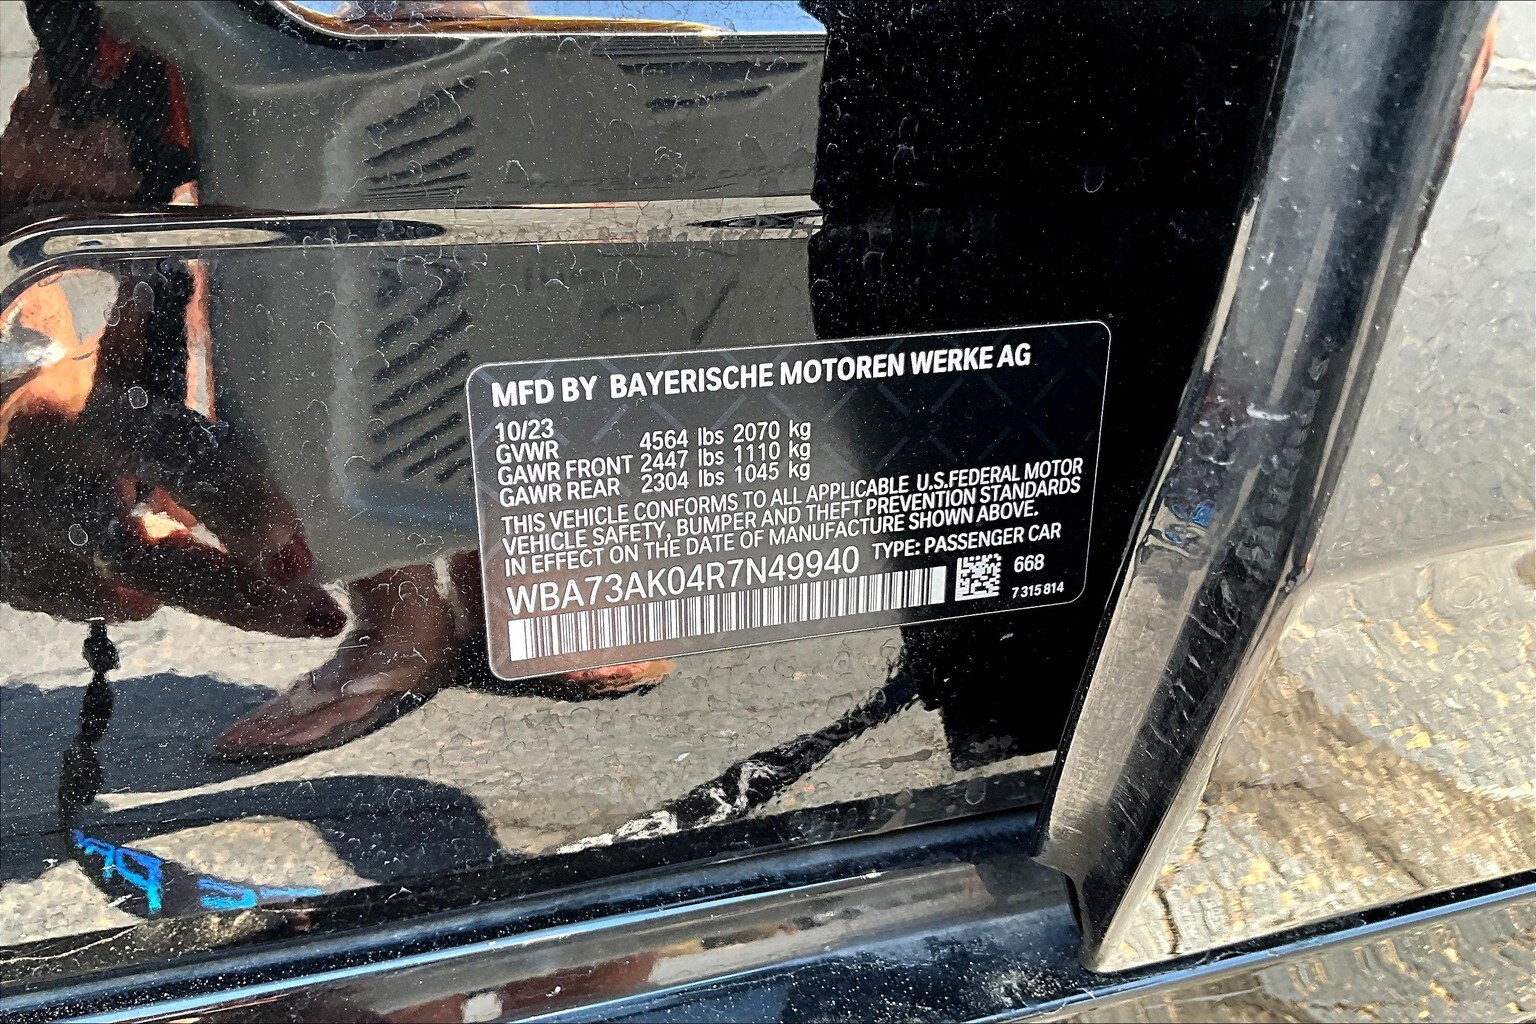 MFD BY BAYERISCHE MOTOREN WERKE AG
10/23
GVWR 4564 lbs 2070 kg
GAWR FRONT 2447 lbs 1110 kg
GAWR REAR 2304 lbs 1045 kg
THIS VEHICLE CONFORMS TO ALL APPLICABLE U.S.FEDERAL MOTOR
VEHICLE SAFETY, BUMPER AND THEFT PREVENTION STANDARDS
IN EFFECT ON THE DATE OF MANUFACTURE SHOWN ABOVE.
WBA73AK04R7N49940 TYPE: PASSENGER CAR
668
7 315 814